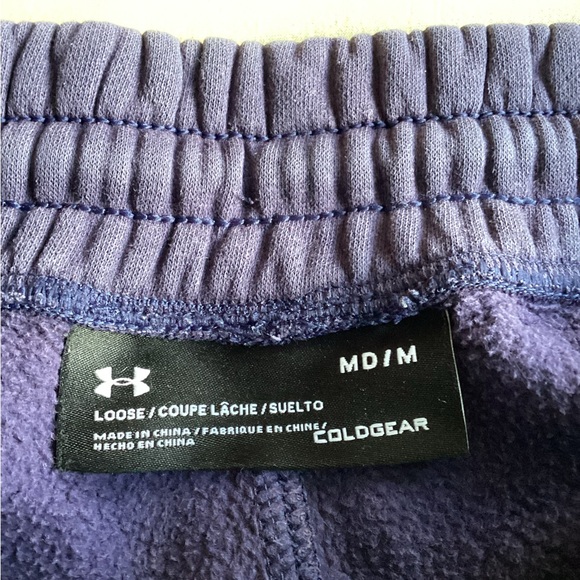 MD/M
LOOSE/COUPE LÂCHE/SUELTO
MADE IN CHINA/FABRIQUE EN CHINE/
HECHO EN CHINA
COLDGEAR